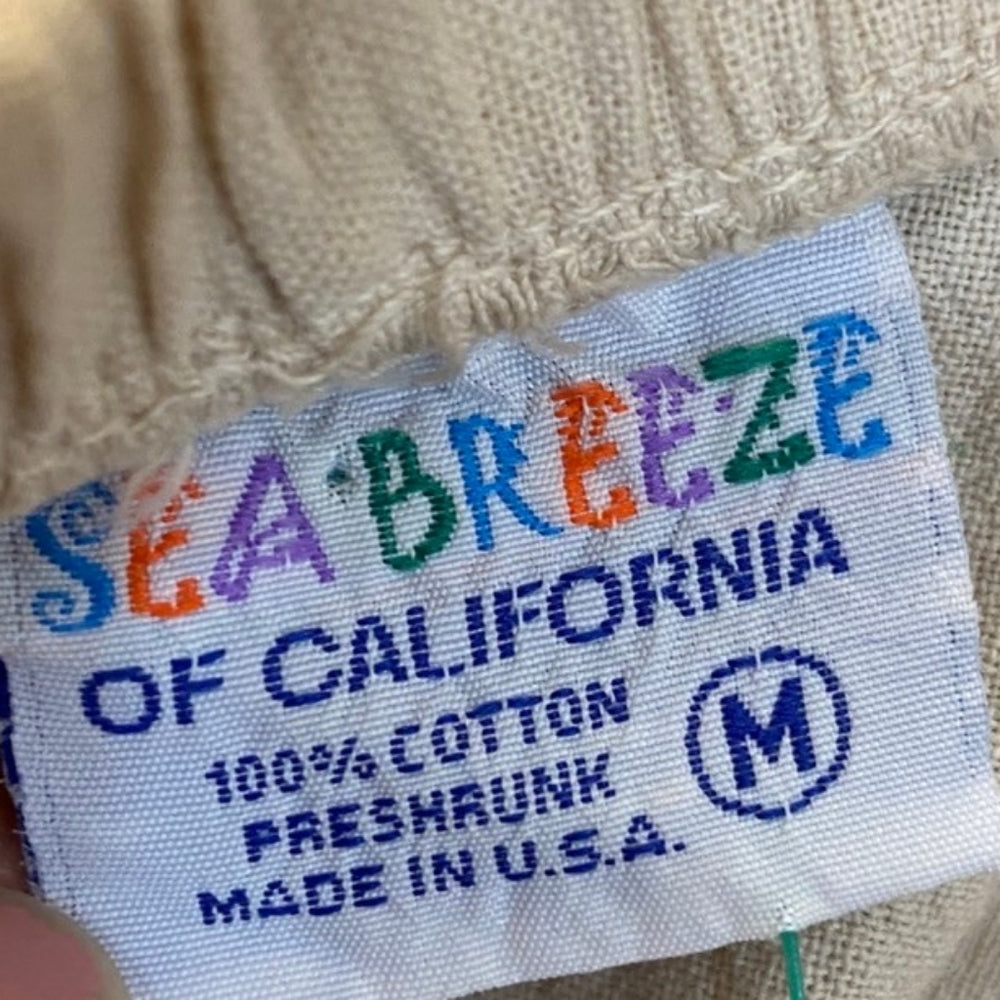 SEA BREEZE
OF CALIFORNIA
100% COTTON
PRESHRUNK
MADE IN U.S.A.
M